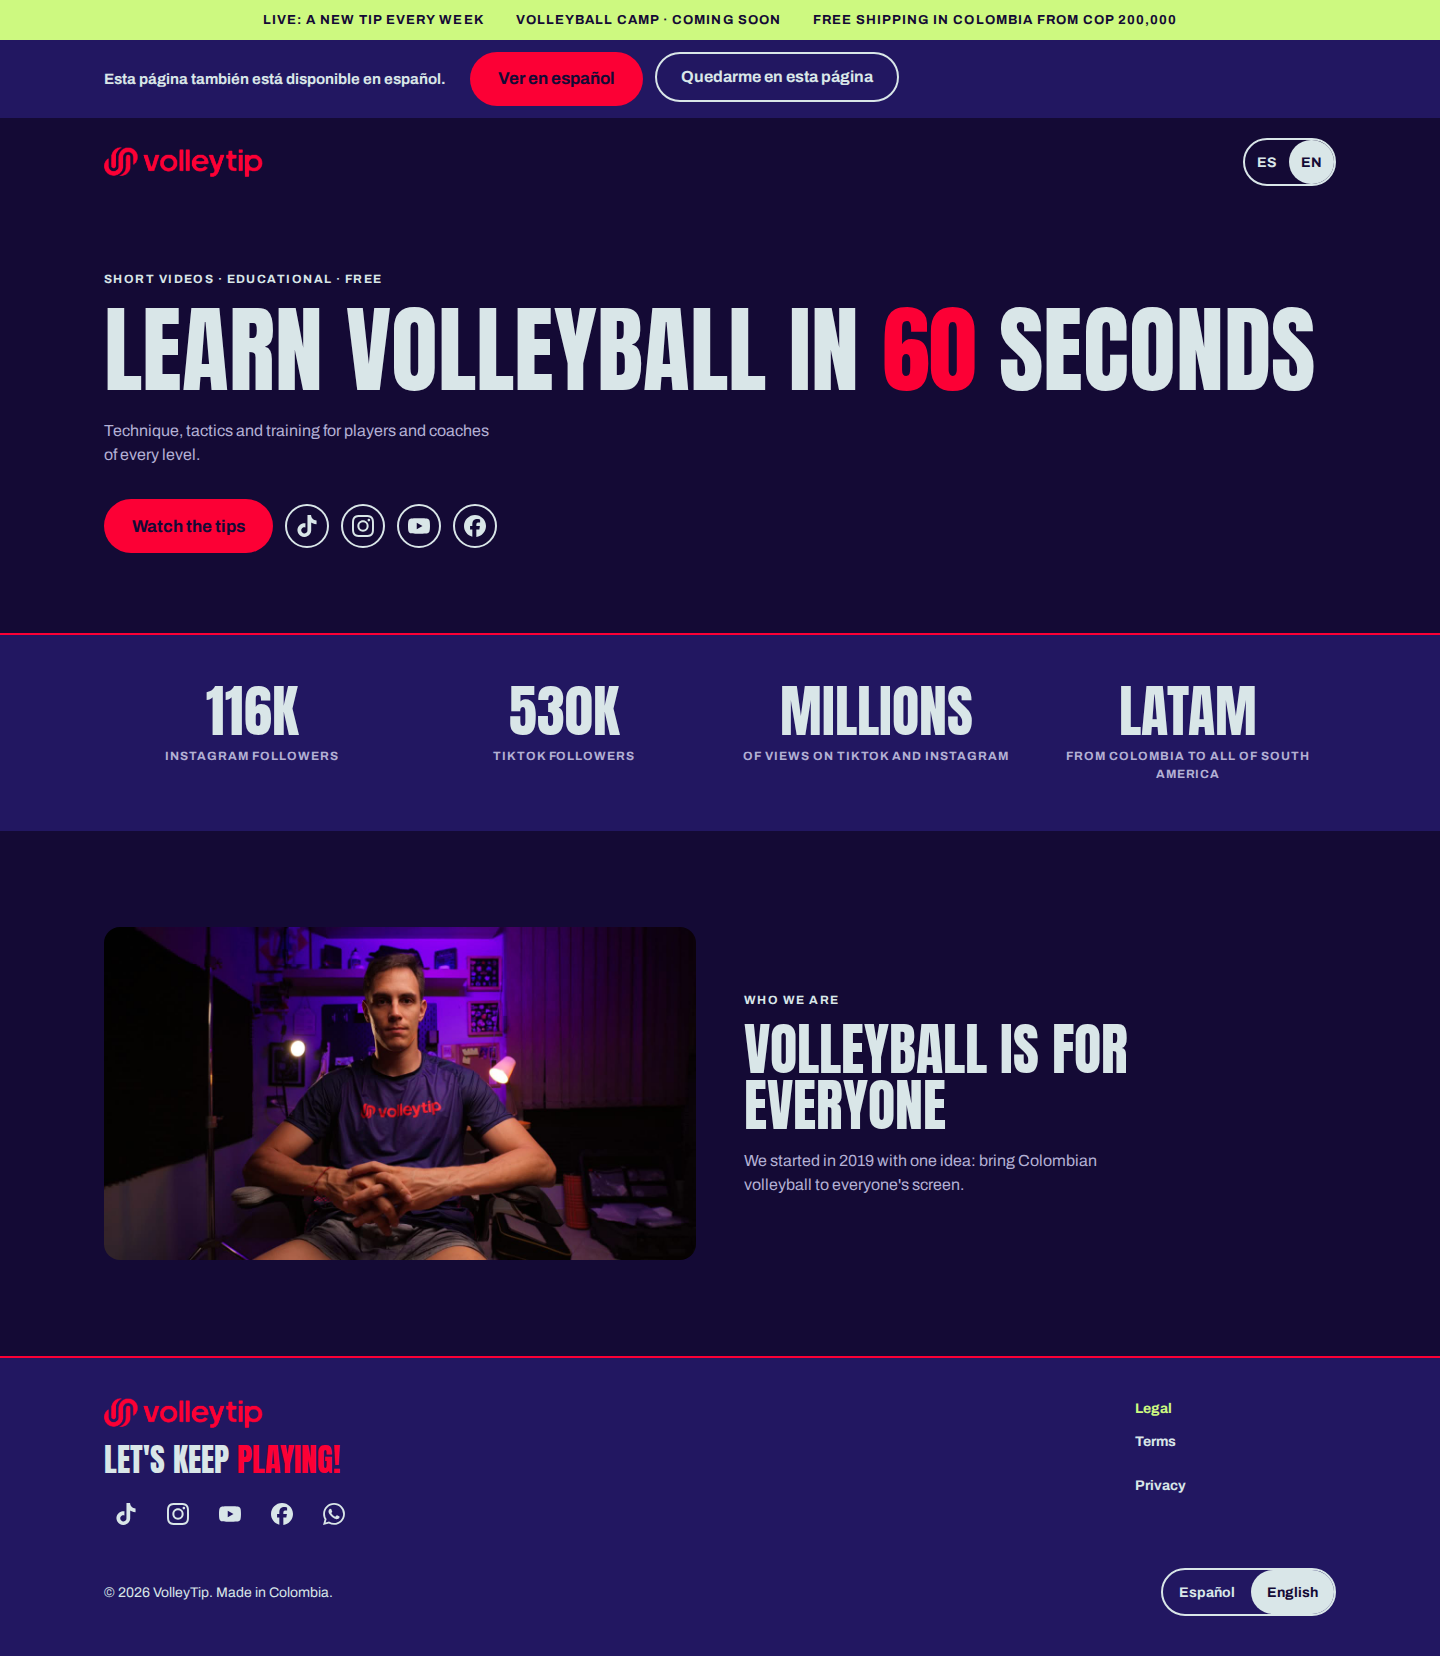 LIVE: A NEW TIP EVERY WEEK VOLLEYBALL CAMP · COMING SOON FREE SHIPPING IN COLOMBIA FROM COP 200,000
Esta página también está disponible en español. Ver en español Quedarme en esta página
volleytip ES EN
SHORT VIDEOS · EDUCATIONAL · FREE
LEARN VOLLEYBALL IN 60 SECONDS
Technique, tactics and training for players and coaches
of every level.
Watch the tips
116K 530K MILLIONS LATAM
INSTAGRAM FOLLOWERS TIKTOK FOLLOWERS OF VIEWS ON TIKTOK AND INSTAGRAM FROM COLOMBIA TO ALL OF SOUTH
AMERICA
volleytip
WHO WE ARE
VOLLEYBALL IS FOR
EVERYONE
We started in 2019 with one idea: bring Colombian
volleyball to everyone's screen.
volleytip
LET'S KEEP PLAYING!
Legal
Terms
Privacy
© 2026 VolleyTip. Made in Colombia.
Español English